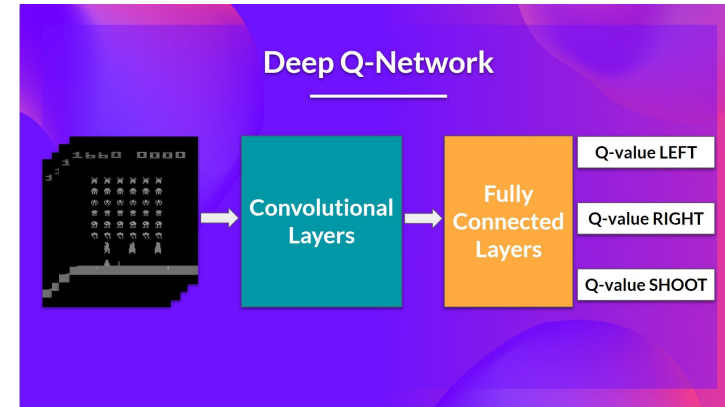 Deep Q-Network
1660 0000
Convolutional
Layers
Fully
Connected
Layers
Q-value LEFT
Q-value RIGHT
Q-value SHOOT